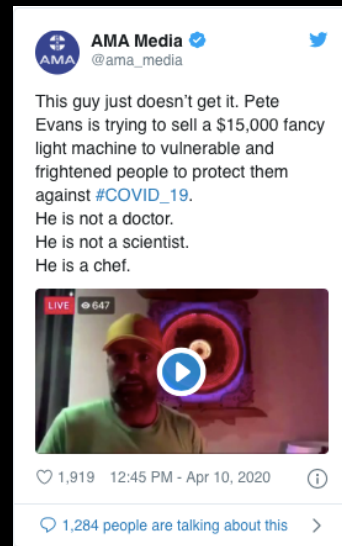 AMA
AMA Media
@ama_media
This guy just doesn’t get it. Pete
Evans is trying to sell a $15,000 fancy
light machine to vulnerable and
frightened people to protect them
against #COVID_19.
He is not a doctor.
He is not a scientist.
He is a chef.
LIVE 647
1,919 12:45 PM - Apr 10, 2020
1,284 people are talking about this